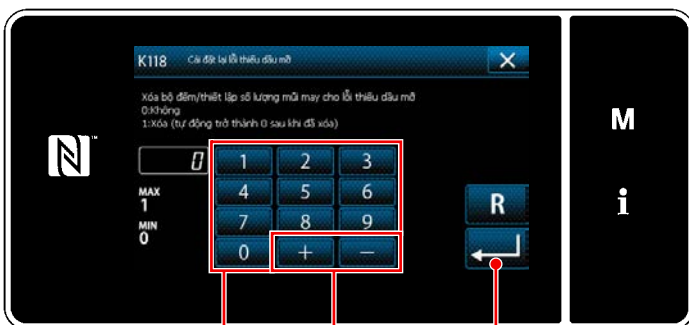 K118 Cài đặt lại lỗi thiếu dầu mỡ
Xóa bộ đếm/thiết lập số lượng mũi may cho lỗi thiếu dầu mỡ
0:Không
1:Xóa (tự động trở thành 0 sau khi đã xóa)
0
1 2 3
MAX
1
4 5 6
MIN
0
7 8 9
0 + −
R
M
i
N